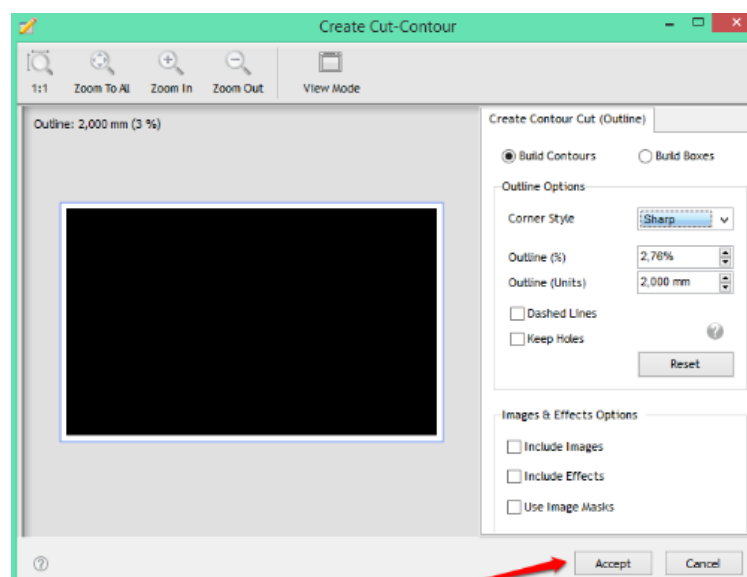 Create Cut-Contour
1:1 Zoom To All Zoom In Zoom Out View Mode
Outline: 2,000 mm (3 %)
Create Contour Cut (Outline)
Build Contours Build Boxes
Outline Options
Corner Style Sharp
Outline (%) 2,76%
Outline (Units) 2,000 mm
Dashed Lines
Keep Holes
Reset
Images & Effects Options
Include Images
Include Effects
Use Image Masks
Accept Cancel